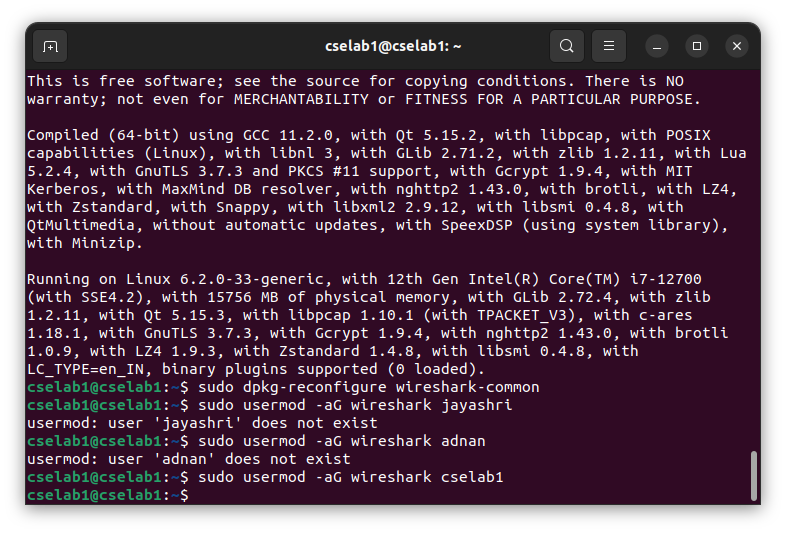 cselab1@cselab1: ~
This is free software; see the source for copying conditions. There is NO
warranty; not even for MERCHANTABILITY or FITNESS FOR A PARTICULAR PURPOSE.
Compiled (64-bit) using GCC 11.2.0, with Qt 5.15.2, with libpcap, with POSIX
capabilities (Linux), with libnl 3, with GLib 2.71.2, with zlib 1.2.11, with Lua
5.2.4, with GnuTLS 3.7.3 and PKCS #11 support, with Gcrypt 1.9.4, with MIT
Kerberos, with MaxMind DB resolver, with nghttp2 1.43.0, with brotli, with LZ4,
with Zstandard, with Snappy, with libxml2 2.9.12, with libsmi 0.4.8, with
QtMultimedia, without automatic updates, with SpeexDSP (using system library),
with Minizip.
Running on Linux 6.2.0-33-generic, with 12th Gen Intel(R) Core(TM) i7-12700
(with SSE4.2), with 15756 MB of physical memory, with GLib 2.72.4, with zlib
1.2.11, with Qt 5.15.3, with libpcap 1.10.1 (with TPACKET_V3), with c-ares
1.18.1, with GnuTLS 3.7.3, with Gcrypt 1.9.4, with nghttp2 1.43.0, with brotli
1.0.9, with LZ4 1.9.3, with Zstandard 1.4.8, with libsmi 0.4.8, with
LC_TYPE=en_IN, binary plugins supported (0 loaded).
cselab1@cselab1:~$ sudo dpkg-reconfigure wireshark-common
cselab1@cselab1:~$ sudo usermod -aG wireshark jayashri
usermod: user 'jayashri' does not exist
cselab1@cselab1:~$ sudo usermod -aG wireshark adnan
usermod: user 'adnan' does not exist
cselab1@cselab1:~$ sudo usermod -aG wireshark cselab1
cselab1@cselab1:~$